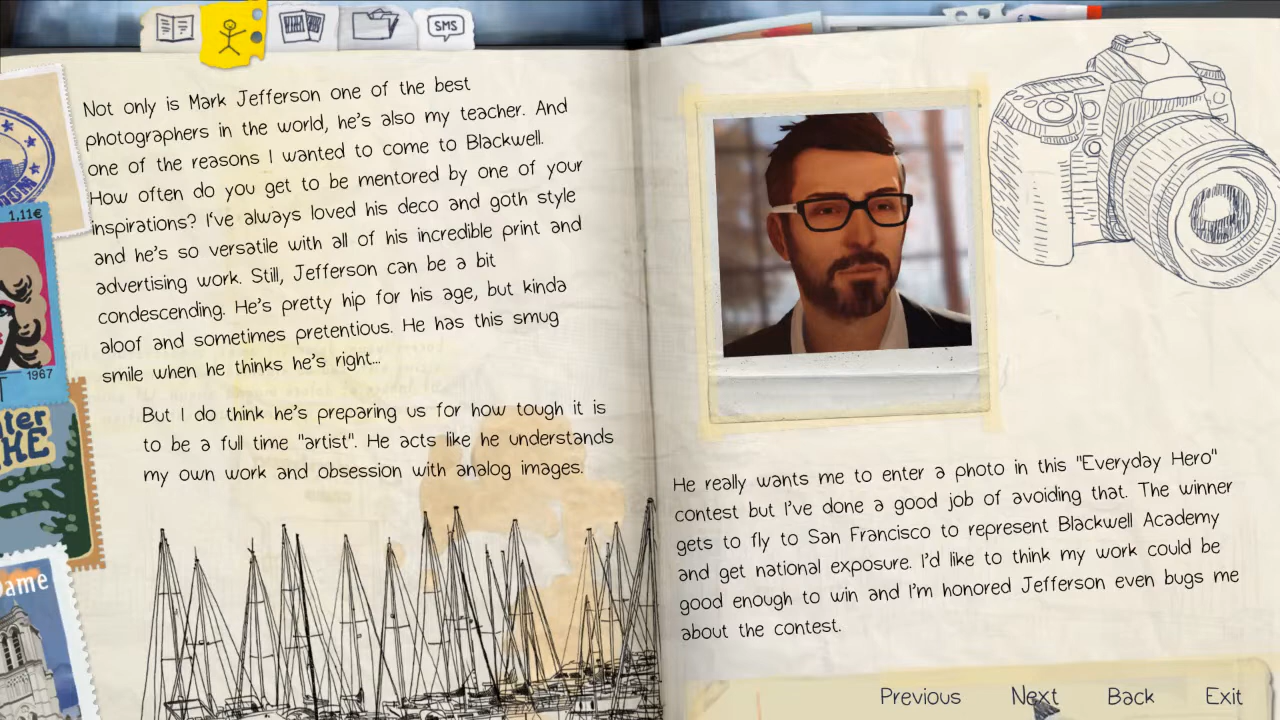 SMS
Not only is Mark Jefferson one of the best
photographers in the world, he's also my teacher. And
one of the reasons I wanted to come to Blackwell.
How often do you get to be mentored by one of your
inspirations? I've always loved his deco and goth style
and he's so versatile with all of his incredible print and
advertising work. Still, Jefferson can be a bit
condescending. He's pretty hip for his age, but kinda
aloof and sometimes pretentious. He has this smug
smile when he thinks he's right...
But I do think he's preparing us for how tough it is
to be a full time "artist". He acts like he understands
my own work and obsession with analog images.
1,11€
1967
He really wants me to enter a photo in this "Everyday Hero"
contest but I've done a good job of avoiding that. The winner
gets to fly to San Francisco to represent Blackwell Academy
and get national exposure. I'd like to think my work could be
good enough to win and I'm honored Jefferson even bugs me
about the contest.
Previous Next Back Exit